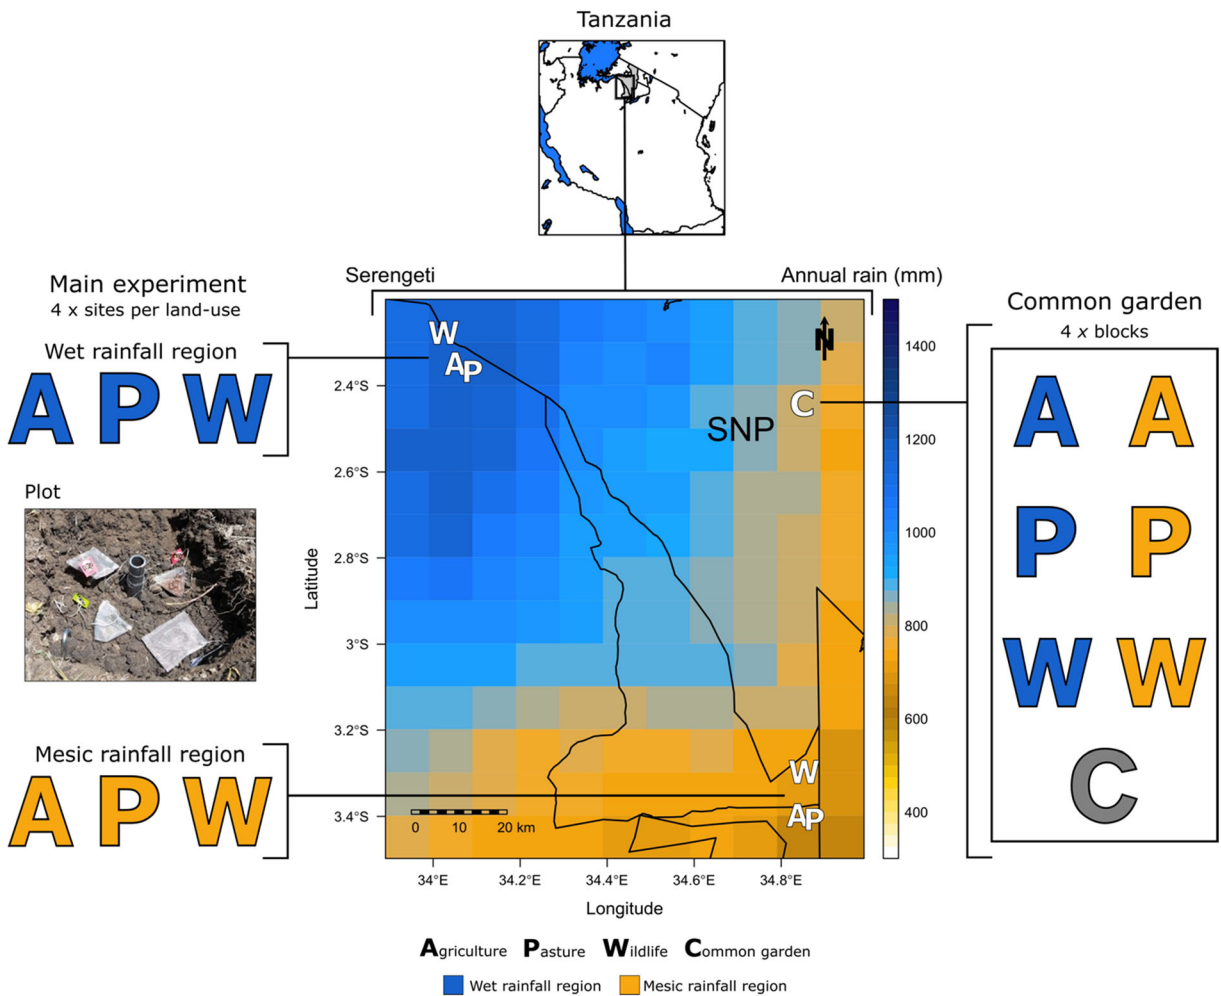 Tanzania
Serengeti
Annual rain (mm)
Main experiment
4 x sites per land-use
Wet rainfall region
A P W
Plot
Mesic rainfall region
A P W
W
AP
N
C
SNP
W
AP
0 10 20 km
Latitude
2.4°S
2.6°S
2.8°S
3°S
3.2°S
3.4°S
34°E 34.2°E 34.4°E 34.6°E 34.8°E
Longitude
1400
1200
1000
800
600
400
Common garden
4 x blocks
A A
P P
W W
C
Agriculture Pasture Wildlife Common garden
Wet rainfall region Mesic rainfall region